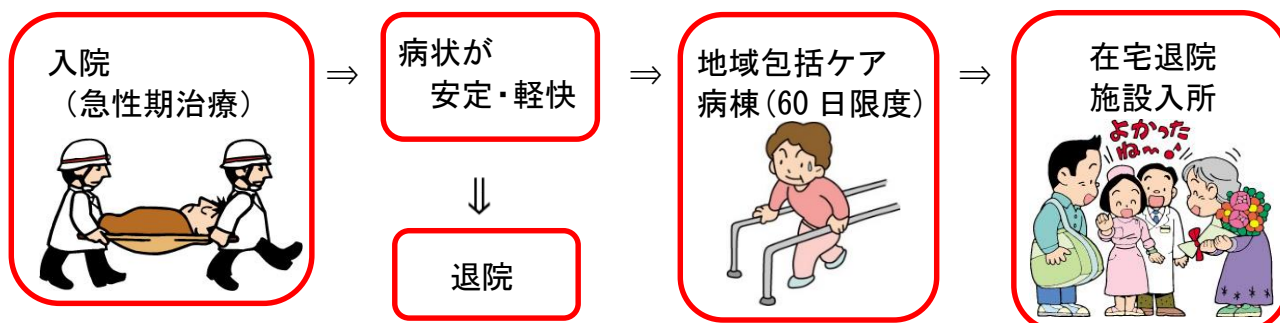 入院
(急性期治療)
⇒
病状が
安定・軽快
⇓
退院
⇒
地域包括ケア
病棟(60日限度)
⇒
在宅退院
施設入所
よかった
ね~♪